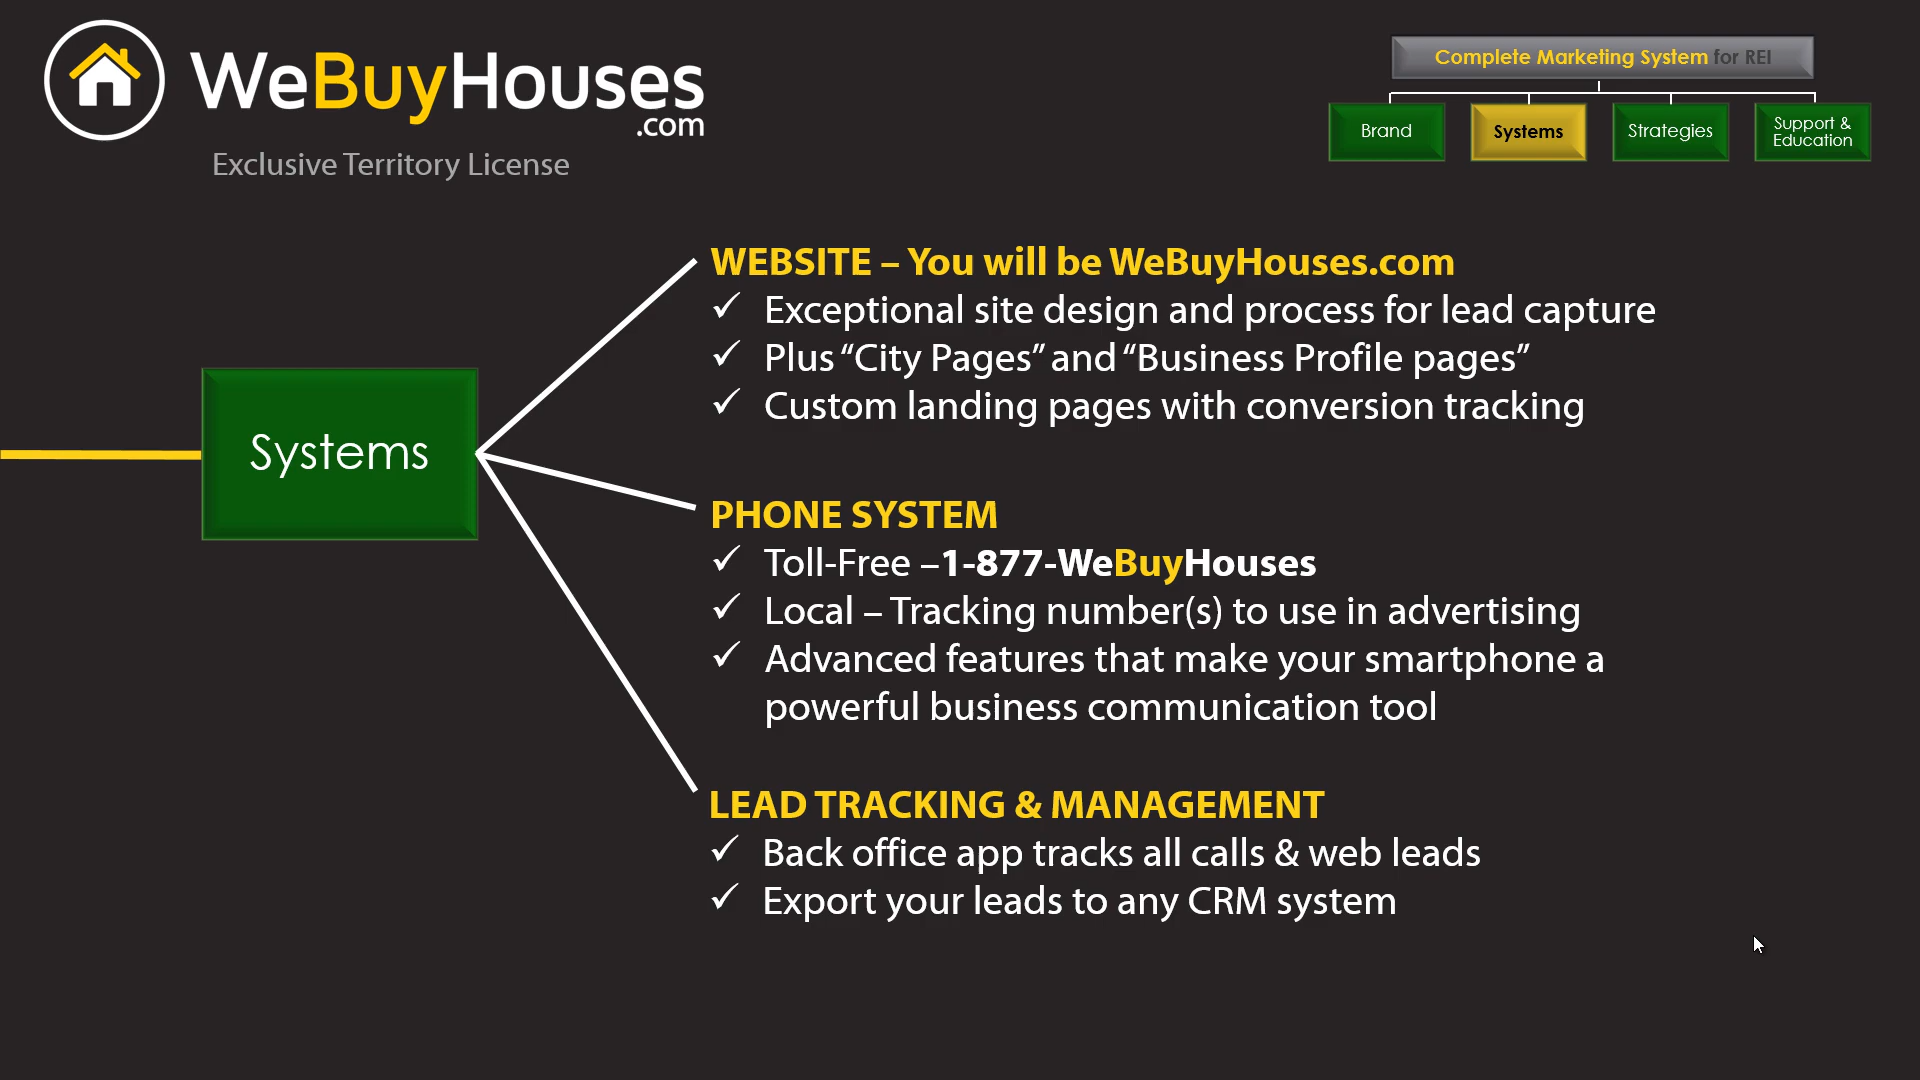 WeBuyHouses
.com
Exclusive Territory License
Complete Marketing System for REI
Brand
Systems
Strategies
Support &
Education
Systems
WEBSITE – You will be WeBuyHouses.com
✓ Exceptional site design and process for lead capture
✓ Plus “City Pages” and “Business Profile pages”
✓ Custom landing pages with conversion tracking
PHONE SYSTEM
✓ Toll-Free –1-877-WeBuyHouses
✓ Local – Tracking number(s) to use in advertising
✓ Advanced features that make your smartphone a
powerful business communication tool
LEAD TRACKING & MANAGEMENT
✓ Back office app tracks all calls & web leads
✓ Export your leads to any CRM system